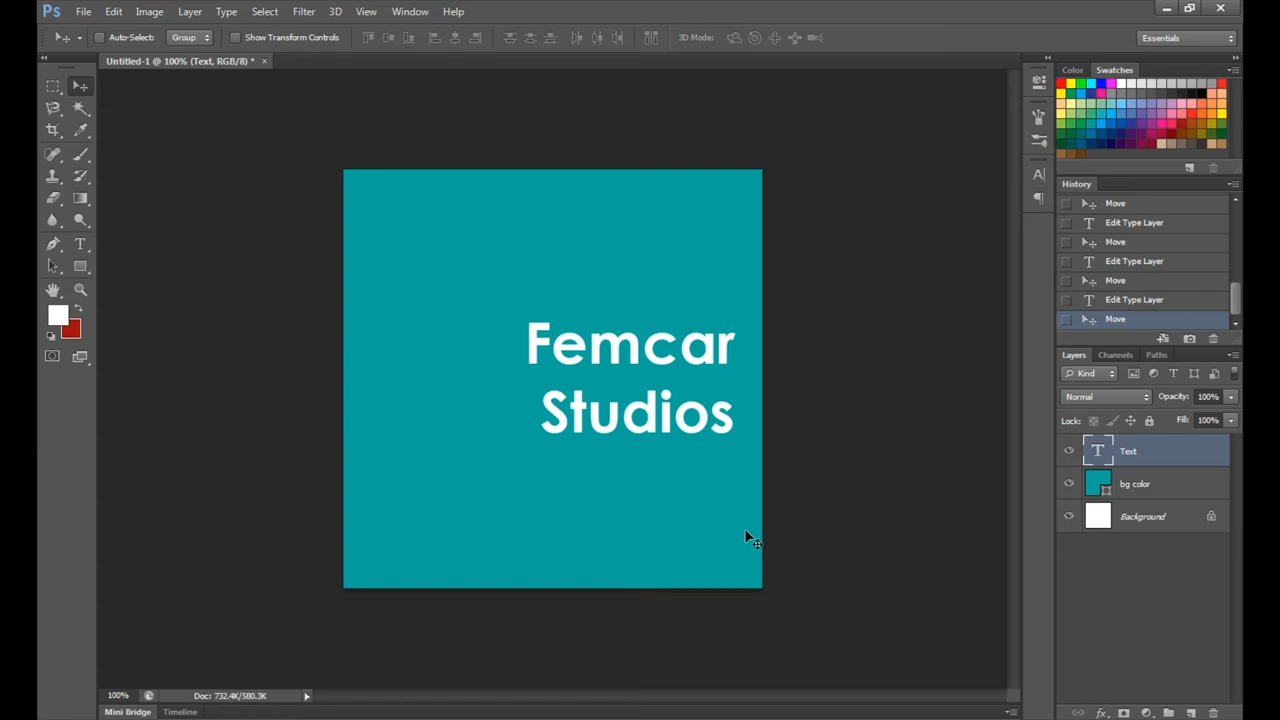 Ps File Edit Image Layer Type Select Filter 3D View Window Help
Auto-Select: Group Show Transform Controls 3D Mode: Essentials
Untitled-1 @ 100% (Text, RGB/8) * ×
Color Swatches
History
Move
Edit Type Layer
Move
Edit Type Layer
Move
Edit Type Layer
Move
Layers Channels Paths
Kind
Normal Opacity: 100%
Lock: Fill: 100%
Text
bg color
Background
Femcar
Studios
100% Doc: 732.4K/580.3K
Mini Bridge Timeline